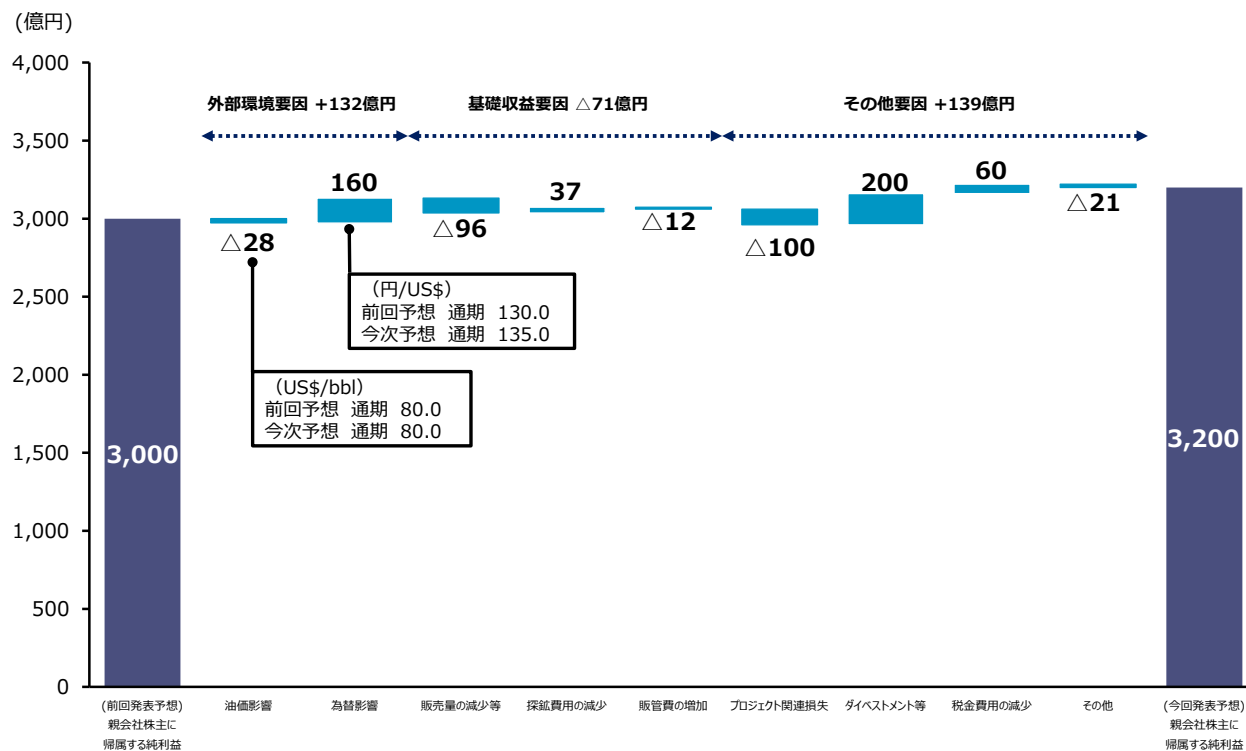 (億円)
4,000
3,500
3,000
2,500
2,000
1,500
1,000
500
0
外部環境要因 +132億円
基礎収益要因 △71億円
その他要因 +139億円
3,000
△28
160
△96
37
△12
△100
200
60
△21
3,200
（円/US$）
前回予想 通期 130.0
今次予想 通期 135.0
（US$/bbl）
前回予想 通期 80.0
今次予想 通期 80.0
(前回発表予想)
親会社株主に
帰属する純利益
油価影響
為替影響
販売量の減少等
探鉱費用の減少
販管費の増加
プロジェクト関連損失
ダイベストメント等
税金費用の減少
その他
(今回発表予想)
親会社株主に
帰属する純利益